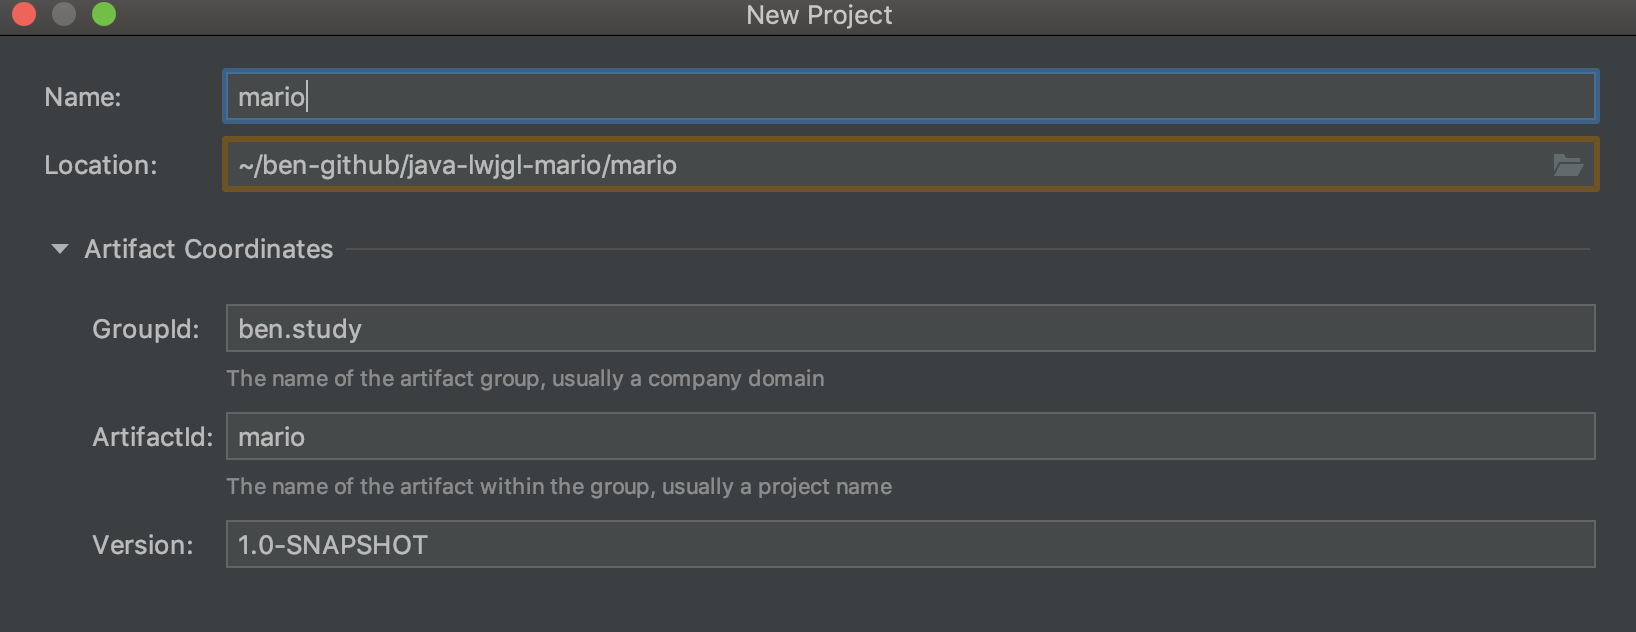 New Project
Name: mario
Location: ~/ben-github/java-lwjgl-mario/mario
Artifact Coordinates
GroupId: ben.study
The name of the artifact group, usually a company domain
ArtifactId: mario
The name of the artifact within the group, usually a project name
Version: 1.0-SNAPSHOT